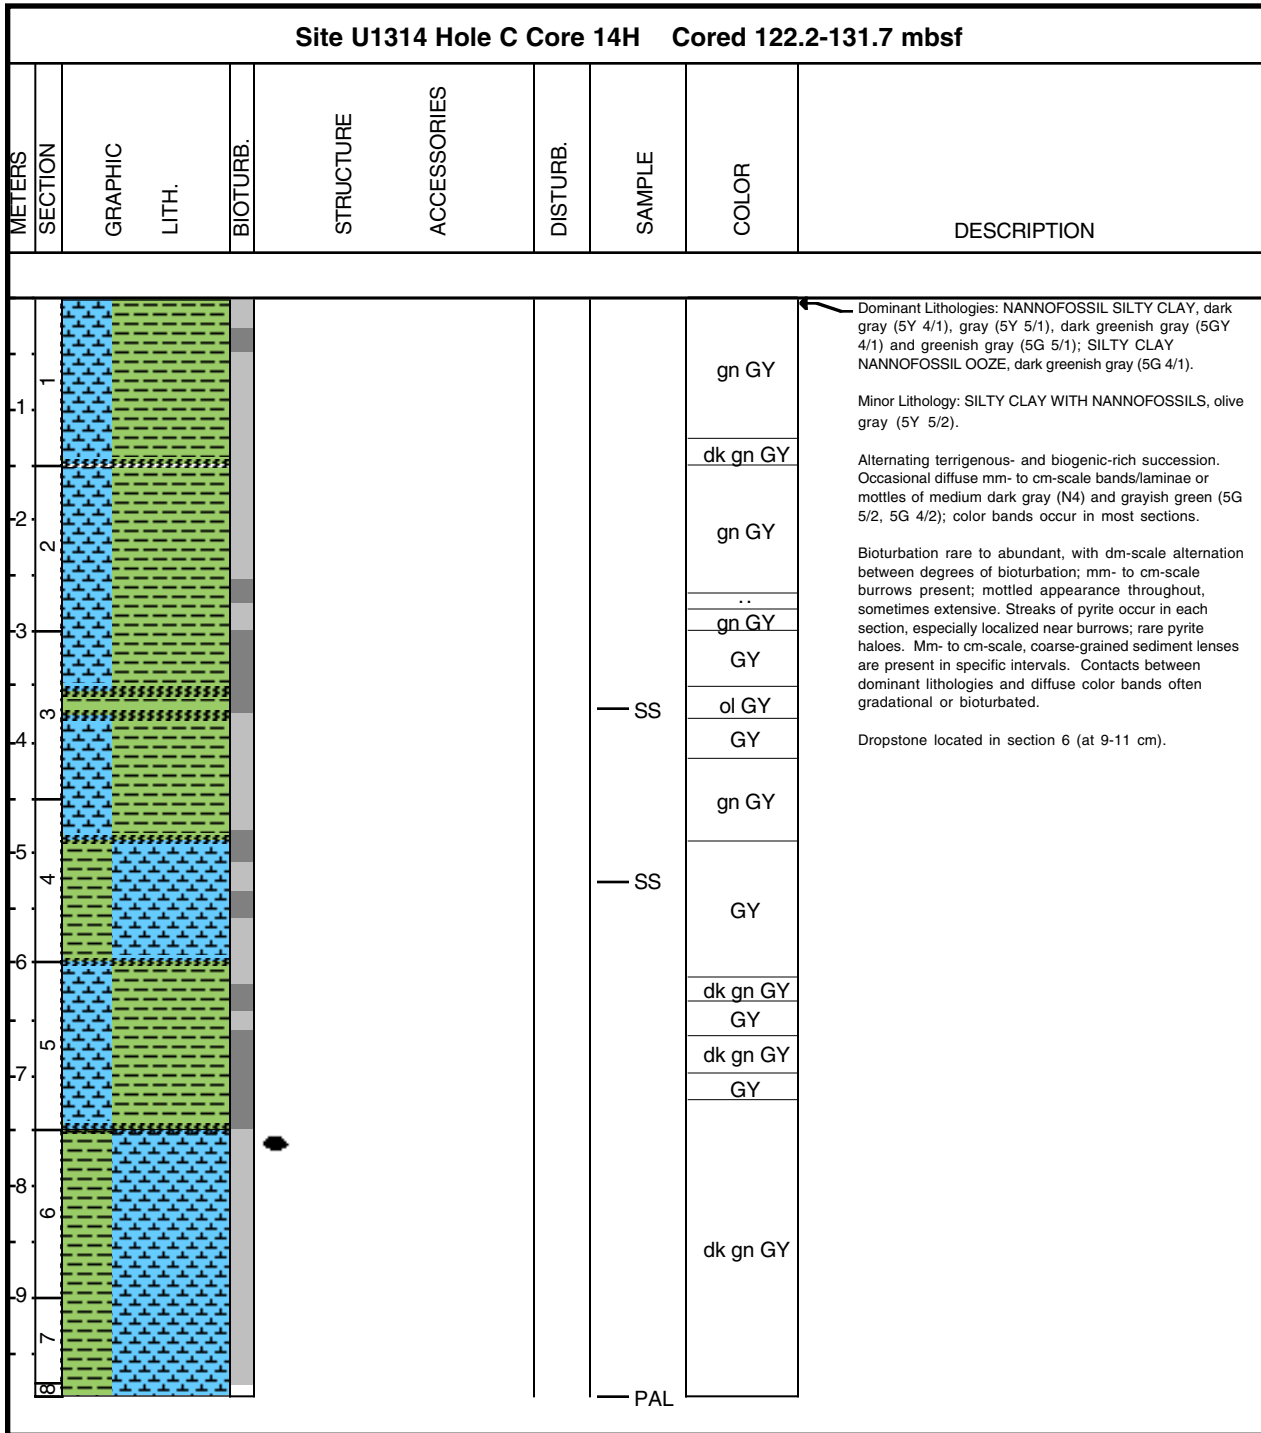 Site U1314 Hole C Core 14H Cored 122.2-131.7 mbsf
METERS
SECTION
GRAPHIC LITH.
BIOTURB.
STRUCTURE
ACCESSORIES
DISTURB.
SAMPLE
COLOR
DESCRIPTION
1
2
3
4
5
6
7
8
9
1
2
3
4
5
6
7
8
SS
SS
PAL
gn GY
dk gn GY
gn GY
..
gn GY
GY
ol GY
GY
gn GY
GY
dk gn GY
GY
dk gn GY
GY
dk gn GY
Dominant Lithologies: NANNOFOSSIL SILTY CLAY, dark
gray (5Y 4/1), gray (5Y 5/1), dark greenish gray (5GY
4/1) and greenish gray (5G 5/1); SILTY CLAY
NANNOFOSSIL OOZE, dark greenish gray (5G 4/1).
Minor Lithology: SILTY CLAY WITH NANNOFOSSILS, olive
gray (5Y 5/2).
Alternating terrigenous- and biogenic-rich succession.
Occasional diffuse mm- to cm-scale bands/laminae or
mottles of medium dark gray (N4) and grayish green (5G
5/2, 5G 4/2); color bands occur in most sections.
Bioturbation rare to abundant, with dm-scale alternation
between degrees of bioturbation; mm- to cm-scale
burrows present; mottled appearance throughout,
sometimes extensive. Streaks of pyrite occur in each
section, especially localized near burrows; rare pyrite
haloes. Mm- to cm-scale, coarse-grained sediment lenses
are present in specific intervals. Contacts between
dominant lithologies and diffuse color bands often
gradational or bioturbated.
Dropstone located in section 6 (at 9-11 cm).